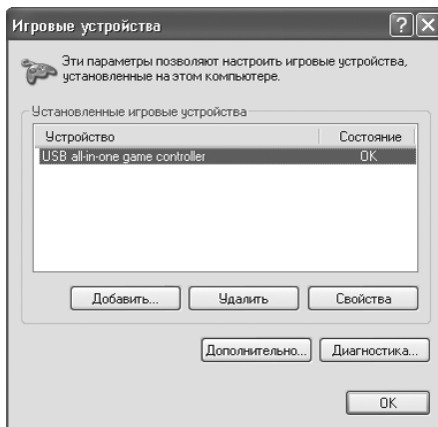 Игровые устройства
Эти параметры позволяют настроить игровые устройства,
установленные на этом компьютере.
Установленные игровые устройства
Устройство Состояние
USB all-in-one game controller OK
Добавить... Удалить Свойства
Дополнительно... Диагностика...
OK